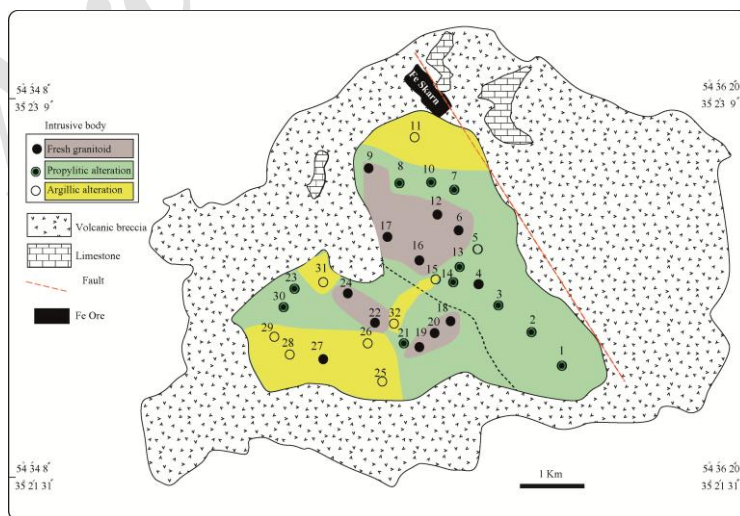 54 34 8"
35 23 9"
54 36 20"
35 23 9"
Fe Skarn
Intrusive body
Fresh granitoid
Propylitic alteration
Argillic alteration
Volcanic breccia
Limestone
Fault
Fe Ore
11
9
8
10
7
12
6
17
5
16
13
31
15
14
4
23
24
3
30
18
32
22
20
2
29
26
21
19
28
27
1
25
54 34 8"
35 21 31"
1 Km
54 36 20"
35 21 31"